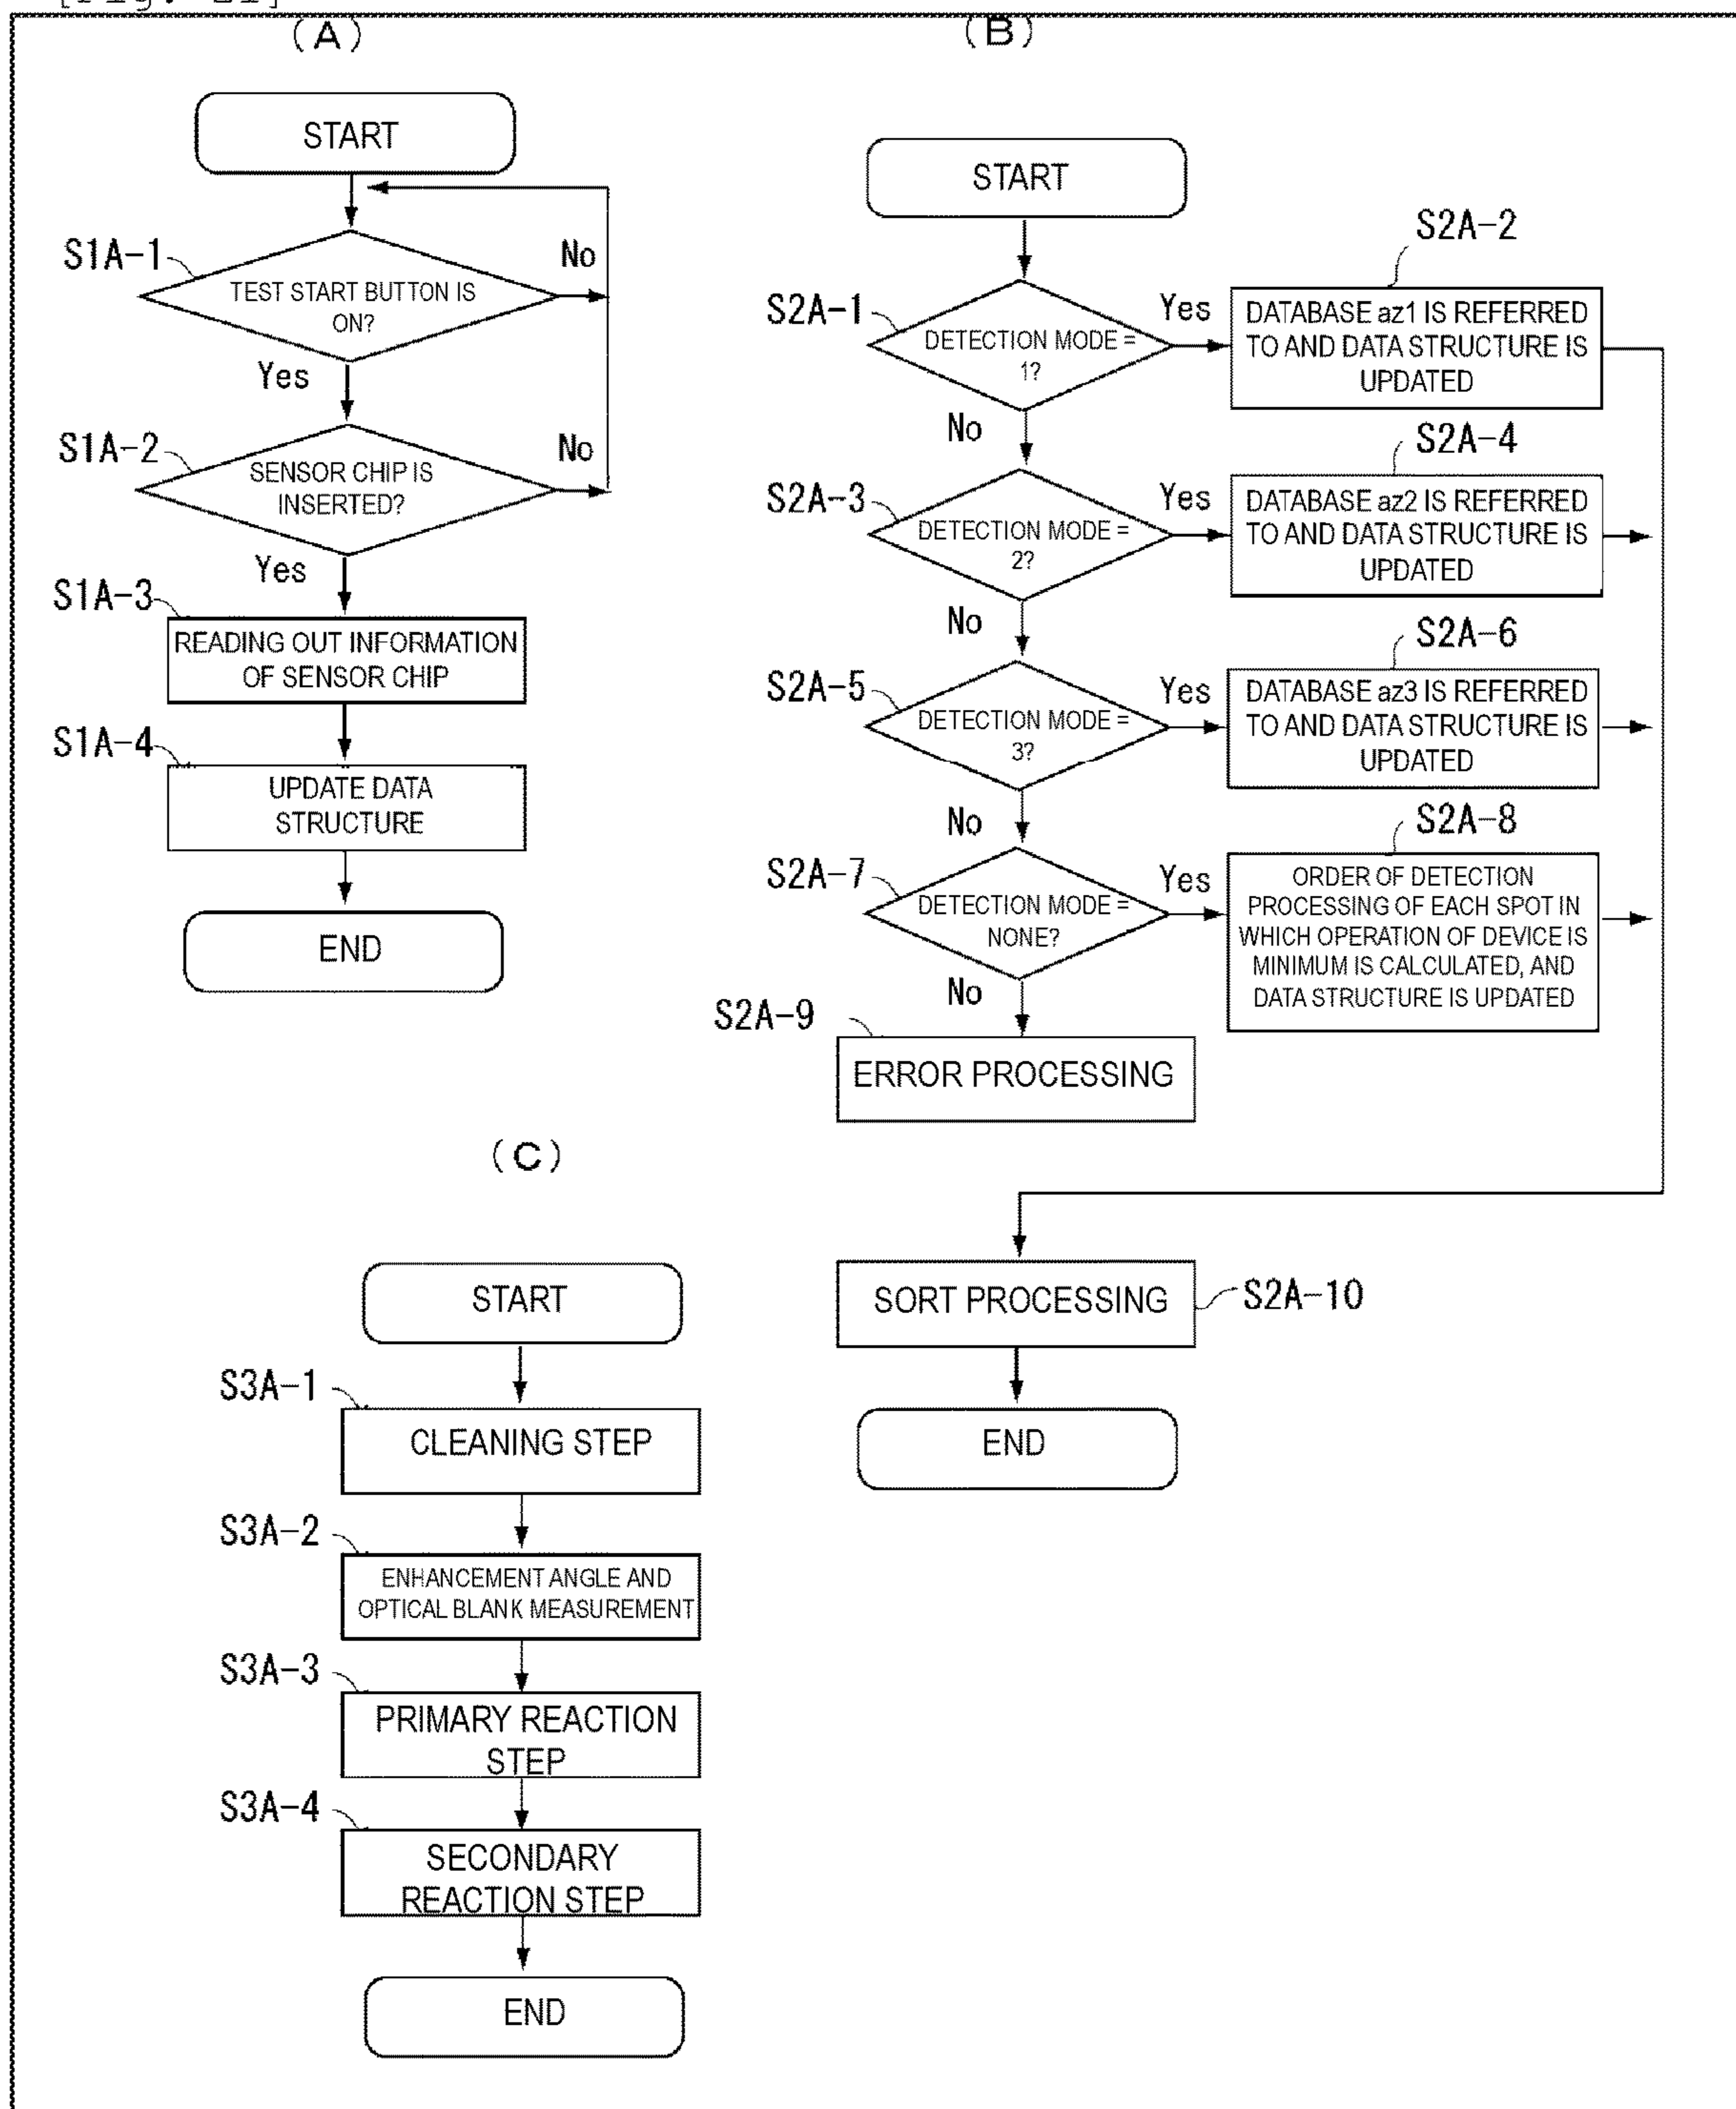 (A)
START
S1A-1
No
TEST START BUTTON IS
ON?
Yes
S1A-2
No
SENSOR CHIP IS
INSERTED?
Yes
S1A-3
READING OUT INFORMATION
OF SENSOR CHIP
S1A-4
UPDATE DATA
STRUCTURE
END
(B)
START
S2A-1
DETECTION MODE =
1?
Yes
S2A-2
DATABASE az1 IS REFERRED
TO AND DATA STRUCTURE IS
UPDATED
No
S2A-3
DETECTION MODE =
2?
Yes
S2A-4
DATABASE az2 IS REFERRED
TO AND DATA STRUCTURE IS
UPDATED
No
S2A-5
DETECTION MODE =
3?
Yes
S2A-6
DATABASE az3 IS REFERRED
TO AND DATA STRUCTURE IS
UPDATED
No
S2A-7
DETECTION MODE =
NONE?
Yes
S2A-8
ORDER OF DETECTION
PROCESSING OF EACH SPOT IN
WHICH OPERATION OF DEVICE IS
MINIMUM IS CALCULATED, AND
DATA STRUCTURE IS UPDATED
No
S2A-9
ERROR PROCESSING
SORT PROCESSING
S2A-10
END
(C)
START
S3A-1
CLEANING STEP
S3A-2
ENHANCEMENT ANGLE AND
OPTICAL BLANK MEASUREMENT
S3A-3
PRIMARY REACTION
STEP
S3A-4
SECONDARY
REACTION STEP
END